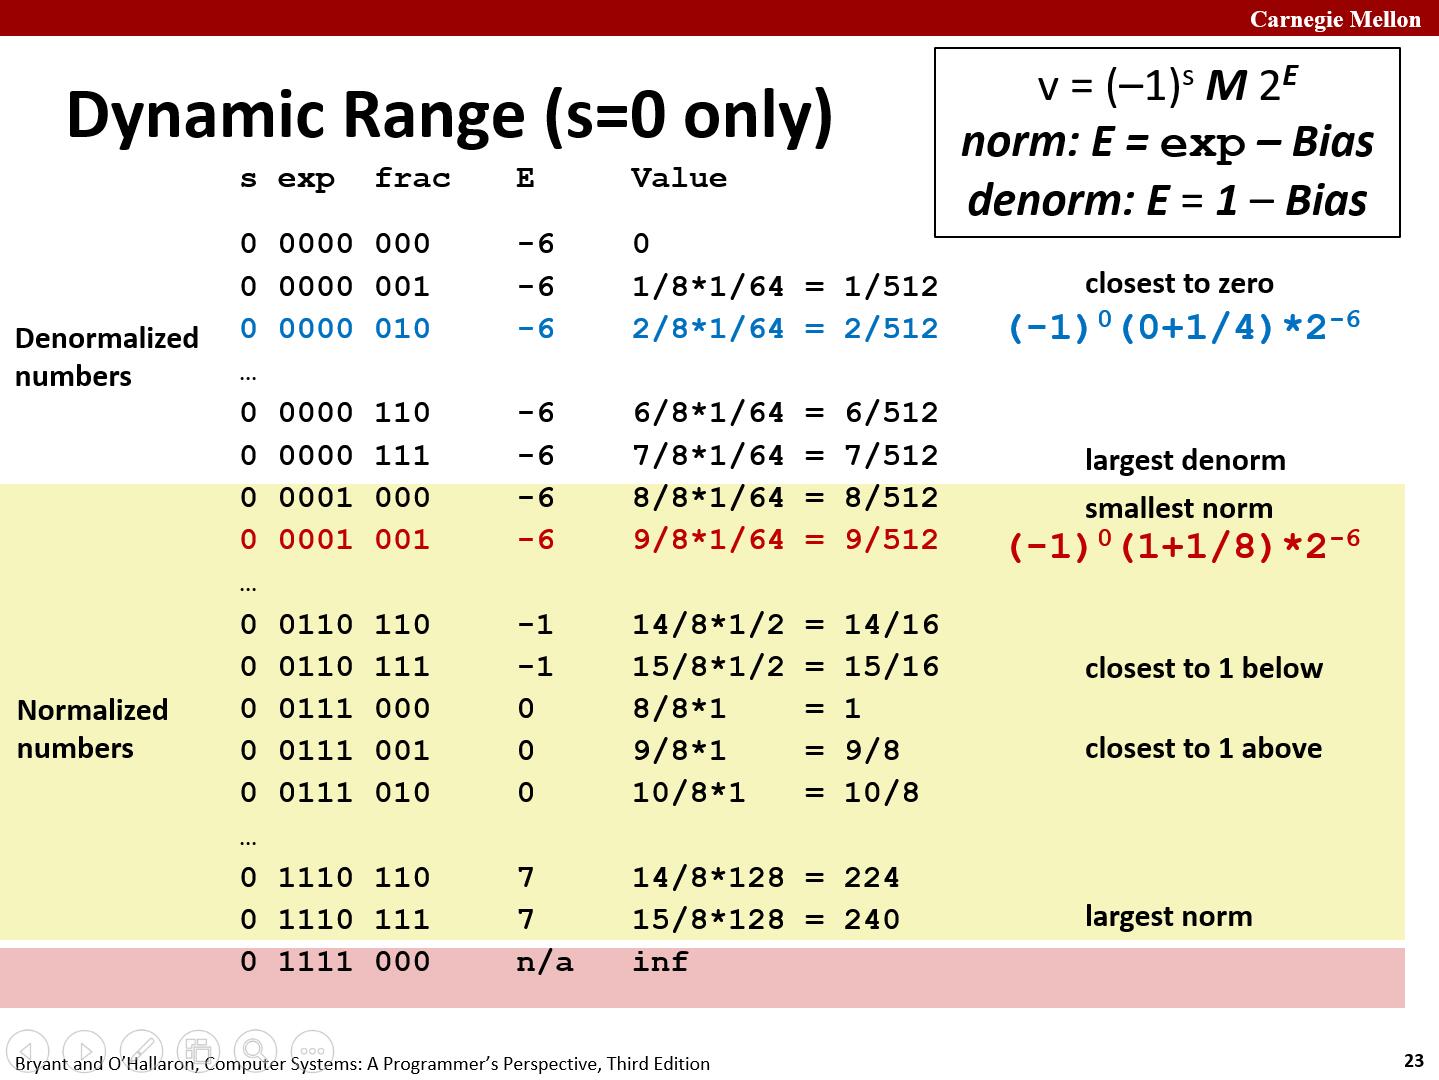 Carnegie Mellon
Dynamic Range (s=0 only)
v = (–1)ˢ M 2ᴱ
norm: E = exp – Bias
denorm: E = 1 – Bias
s exp frac E Value
0 0000 000 -6 0
0 0000 001 -6 1/8*1/64 = 1/512 closest to zero
0 0000 010 -6 2/8*1/64 = 2/512 (-1)⁰(0+1/4)*2⁻⁶
Denormalized
numbers
…
0 0000 110 -6 6/8*1/64 = 6/512
0 0000 111 -6 7/8*1/64 = 7/512 largest denorm
0 0001 000 -6 8/8*1/64 = 8/512 smallest norm
0 0001 001 -6 9/8*1/64 = 9/512 (-1)⁰(1+1/8)*2⁻⁶
…
0 0110 110 -1 14/8*1/2 = 14/16
0 0110 111 -1 15/8*1/2 = 15/16 closest to 1 below
Normalized
numbers
0 0111 000 0 8/8*1 = 1
0 0111 001 0 9/8*1 = 9/8 closest to 1 above
0 0111 010 0 10/8*1 = 10/8
…
0 1110 110 7 14/8*128 = 224
0 1110 111 7 15/8*128 = 240 largest norm
0 1111 000 n/a inf
Bryant and O’Hallaron, Computer Systems: A Programmer’s Perspective, Third Edition
23